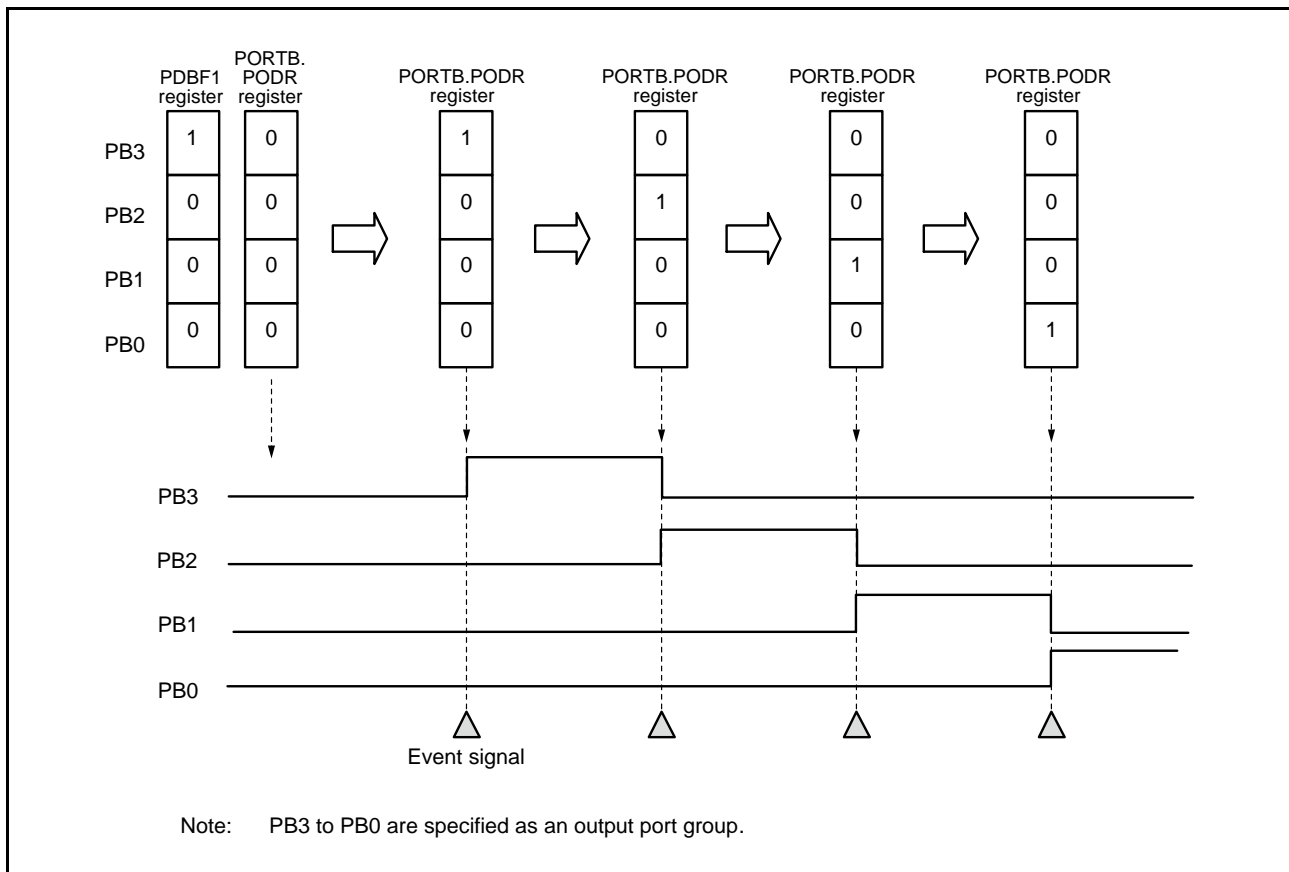 PDBF1
register
PORTB.
PODR
register
PORTB.PODR
register
PORTB.PODR
register
PORTB.PODR
register
PORTB.PODR
register
PB3 1 0 1 0 0 0
PB2 0 0 0 1 0 0
PB1 0 0 0 0 1 0
PB0 0 0 0 0 0 1
PB3
PB2
PB1
PB0
Event signal
Note: PB3 to PB0 are specified as an output port group.